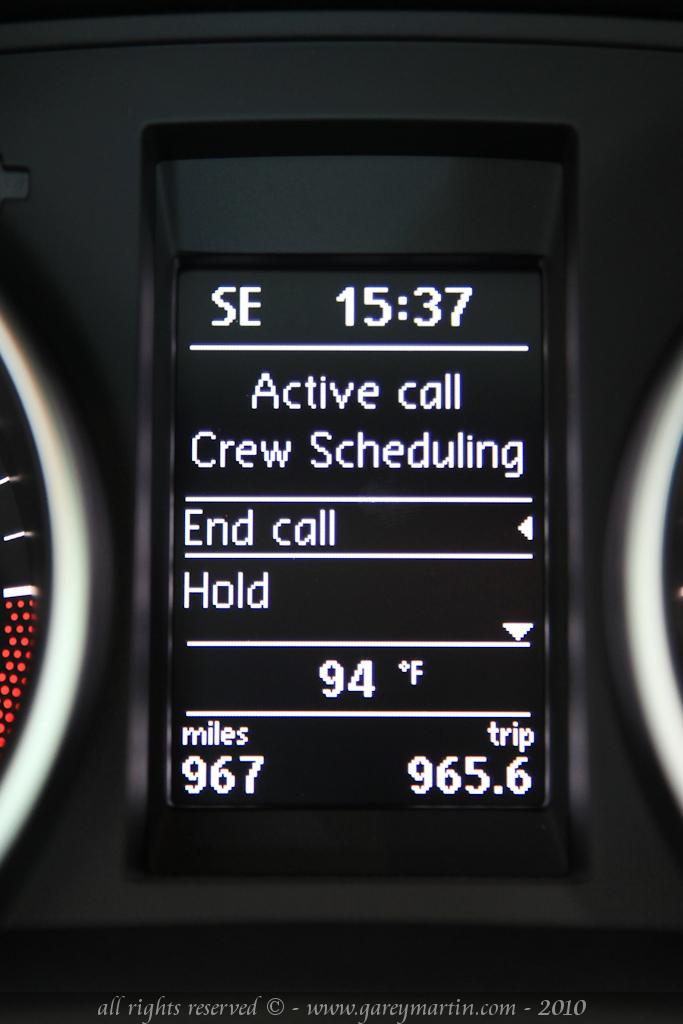 SE 15:37
Active call
Crew Scheduling
End call
Hold
94 °F
miles trip
967 965.6
all rights reserved © - www.gareymartin.com - 2010